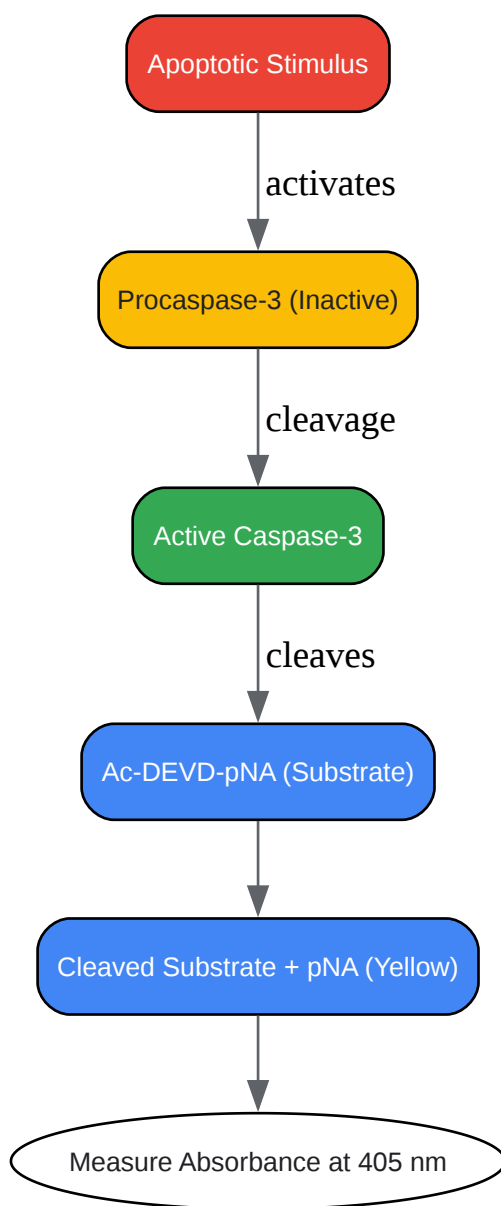 Apoptotic Stimulus
activates
Procaspase-3 (Inactive)
cleavage
Active Caspase-3
cleaves
Ac-DEVD-pNA (Substrate)
Cleaved Substrate + pNA (Yellow)
Measure Absorbance at 405 nm